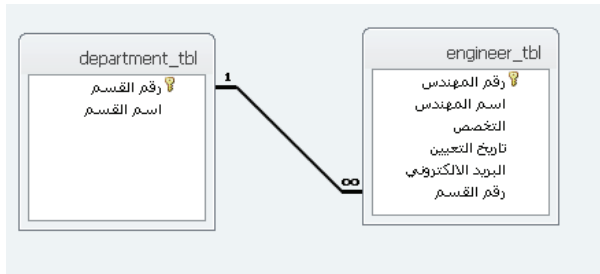 department_tbl
رقم القسم
اسم القسم
1
∞
engineer_tbl
رقم المهندس
اسم المهندس
التخصص
تاريخ التعيين
البريد الالكتروني
رقم القسم